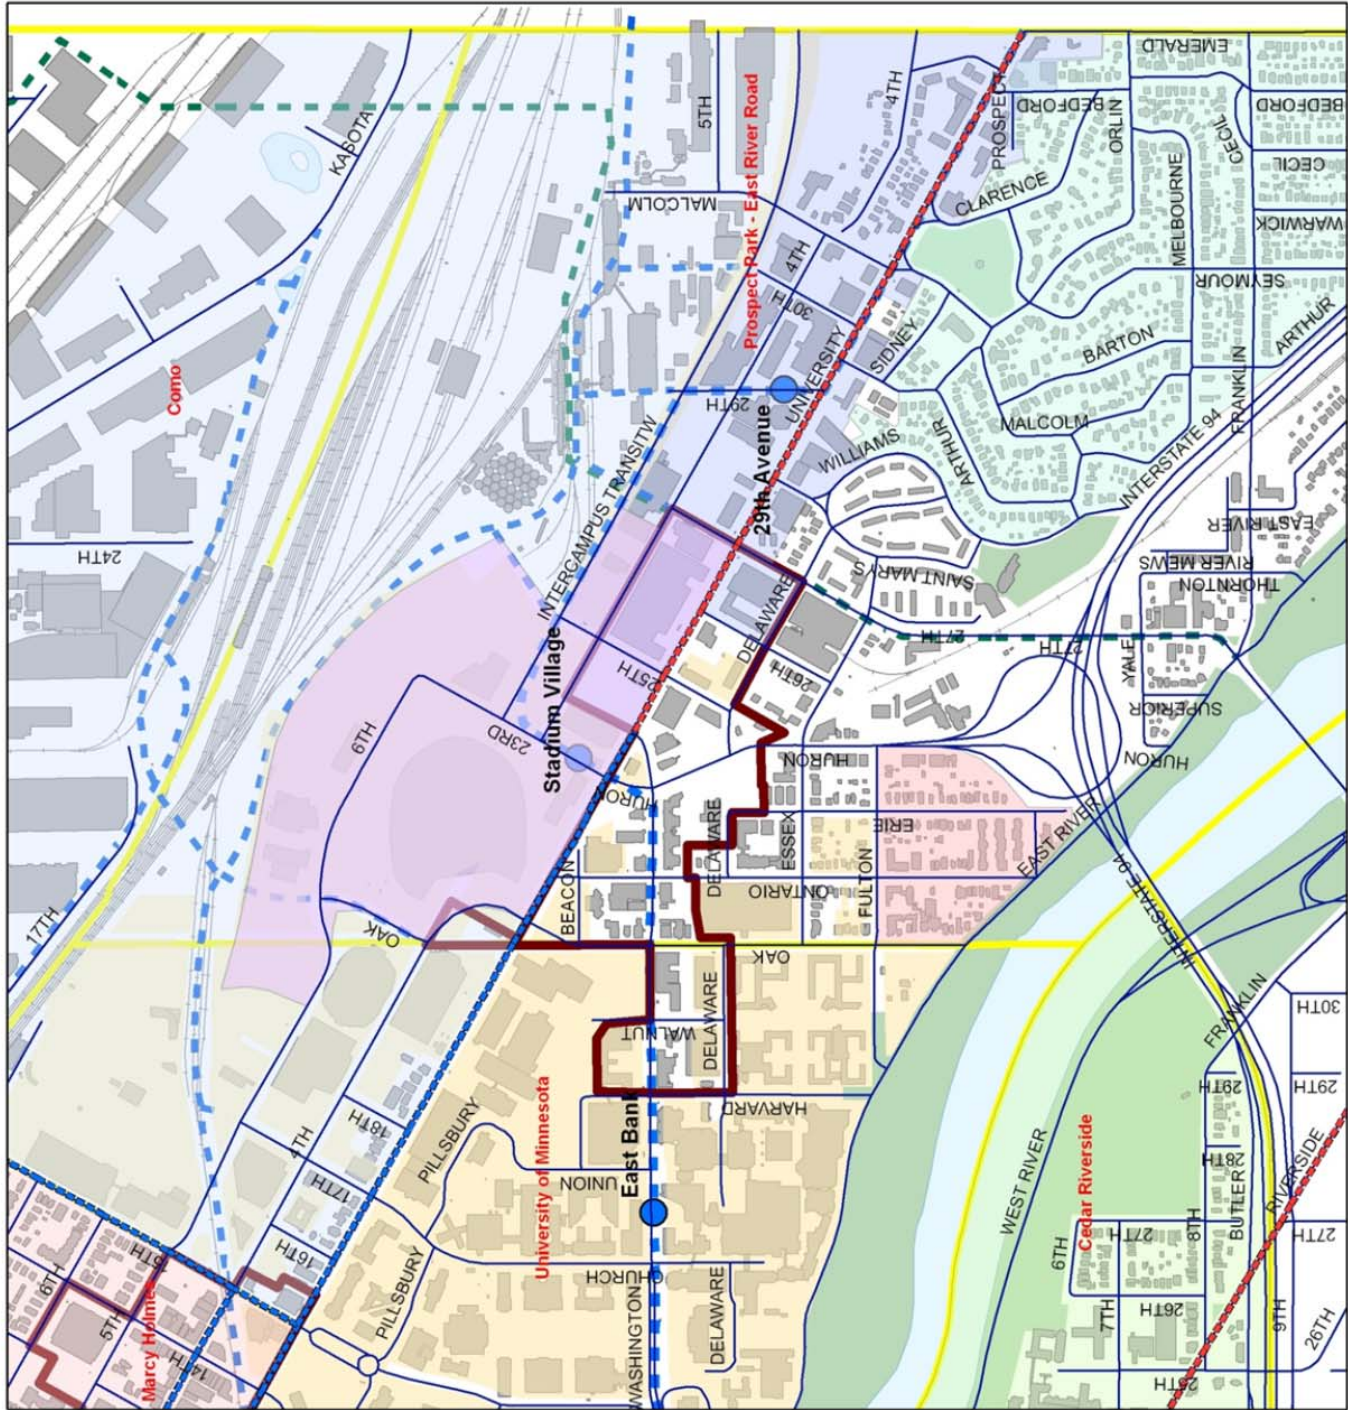 EMERALD
5TH
4TH
PROSPECT
BEDFORD
ORLIN
CECIL
BEDFORD
KASOTA
Prospect Park - East River Road
CECIL
MALCOLM
CLARENCE
MELBOURNE
WARWICK
4TH
30TH
SEYMOUR
SIDNEY
BARTON
ARTHUR
UNIVERSITY
FRANKLIN
Como
29TH
MALCOLM
WILLIAMS
ARTHUR
INTERSTATE 94
INTERCAMPUS TRANSITW
29th Avenue
EAST RIVER
24TH
SAINT MARYS
RIVER MEWS
THORNTON
DELAWARE
27TH
27TH
YALE
Stadium Village
25TH
26TH
SUPERIOR
6TH
23RD
HURON
HURON
HURON
DELAWARE
ESSEX
ERIE
EAST RIVER
BEACON
ONTARIO
FULTON
INTERSTATE 94
17TH
OAK
OAK
DELAWARE
WALNUT
FRANKLIN
30TH
HARVARD
29TH
29TH
18TH
4TH
PILLSBURY
University of Minnesota
East Bank
UNION
WEST RIVER
Cedar Riverside
28TH
BUTLER
RIVERSIDE
17TH
16TH
15TH
6TH
5TH
Marcy Holmes
14TH
PILLSBURY
CHURCH
WASHINGTON
DELAWARE
6TH
27TH
8TH
27TH
7TH
26TH
9TH
26TH
25TH